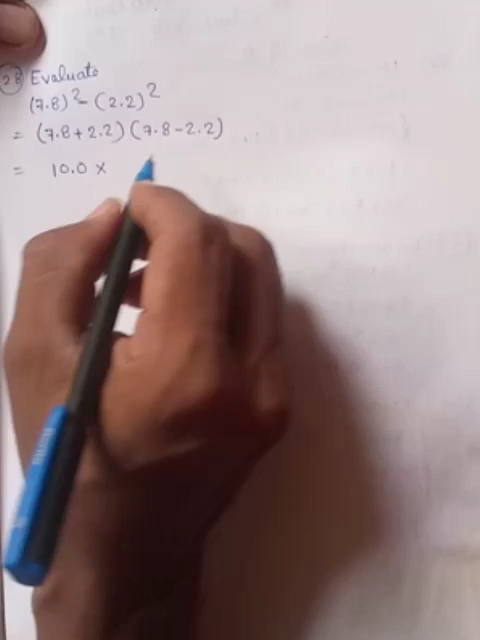 28 Evaluate
(7.8)² - (2.2)²
= (7.8+2.2)(7.8-2.2)
= 10.0 ×